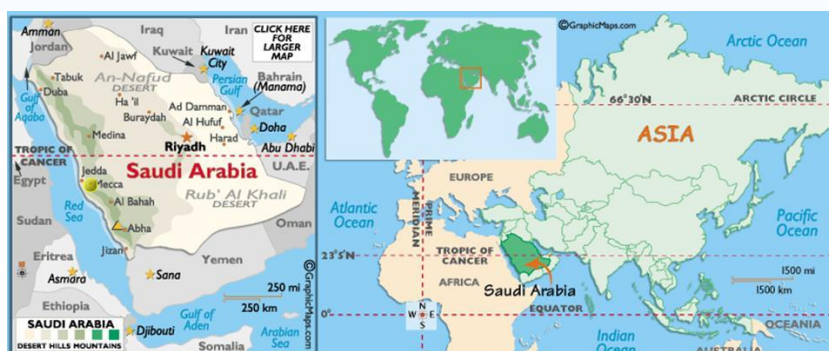 Amman
Iraq
Iran
CLICK HERE
FOR
LARGER
MAP
Jordan
Al Jawf
Kuwait
Kuwait
City
An-Nafud
DESERT
Persian
Gulf
Bahrain
(Manama)
Tabuk
Duba
Gulf
of
Aqaba
Ha 'il
Buraydah
Ad Damman
Al Hufuf
Qatar
Doha
Medina
Riyadh
Harad
Abu Dhabi
TROPIC OF
CANCER
Saudi Arabia
U.A.E.
Egypt
Jedda
Mecca
Rub' Al Khali
DESERT
Red
Sea
Al Bahah
Sudan
Abha
Oman
Jizan
Yemen
Eritrea
Asmara
Sana
250 mi
250 km
Ethiopia
Gulf of
Aden
Arabian
Sea
Djibouti
Somalia
SAUDI ARABIA
DESERT HILLS MOUNTAINS
©GraphicMaps.com
©GraphicMaps.com
Arctic Ocean
66°30'N
ARCTIC CIRCLE
ASIA
EUROPE
Atlantic
Ocean
PRIME
MERIDIAN
Pacific
Ocean
23°5'N
TROPIC OF
CANCER
AFRICA
1500 mi
1500 km
Saudi Arabia
0°
N
W E
S
EQUATOR
OCEANIA
Indian
Ocean
AUSTRALIA